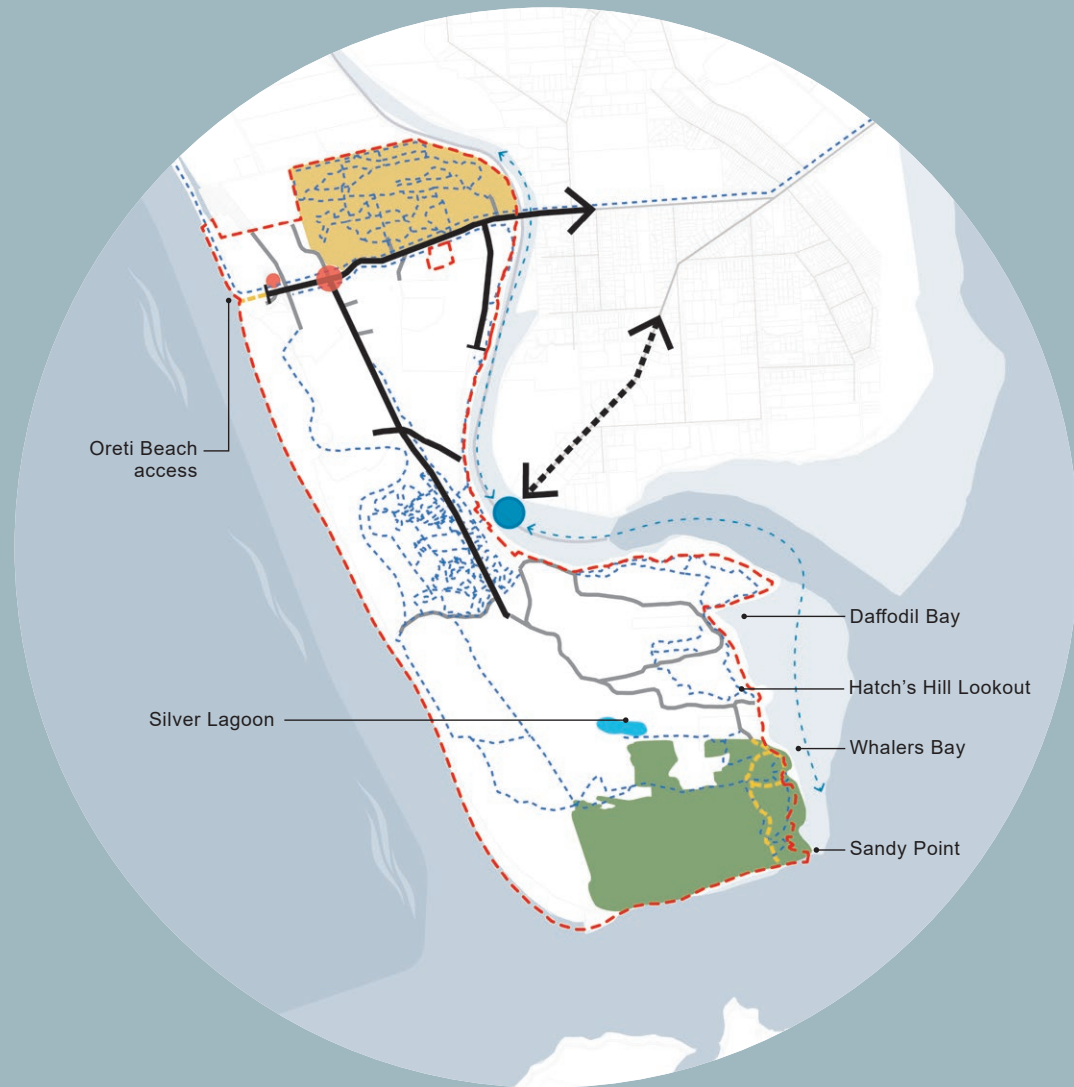 Oreti Beach
access
Daffodil Bay
Hatch's Hill Lookout
Silver Lagoon
Whalers Bay
Sandy Point